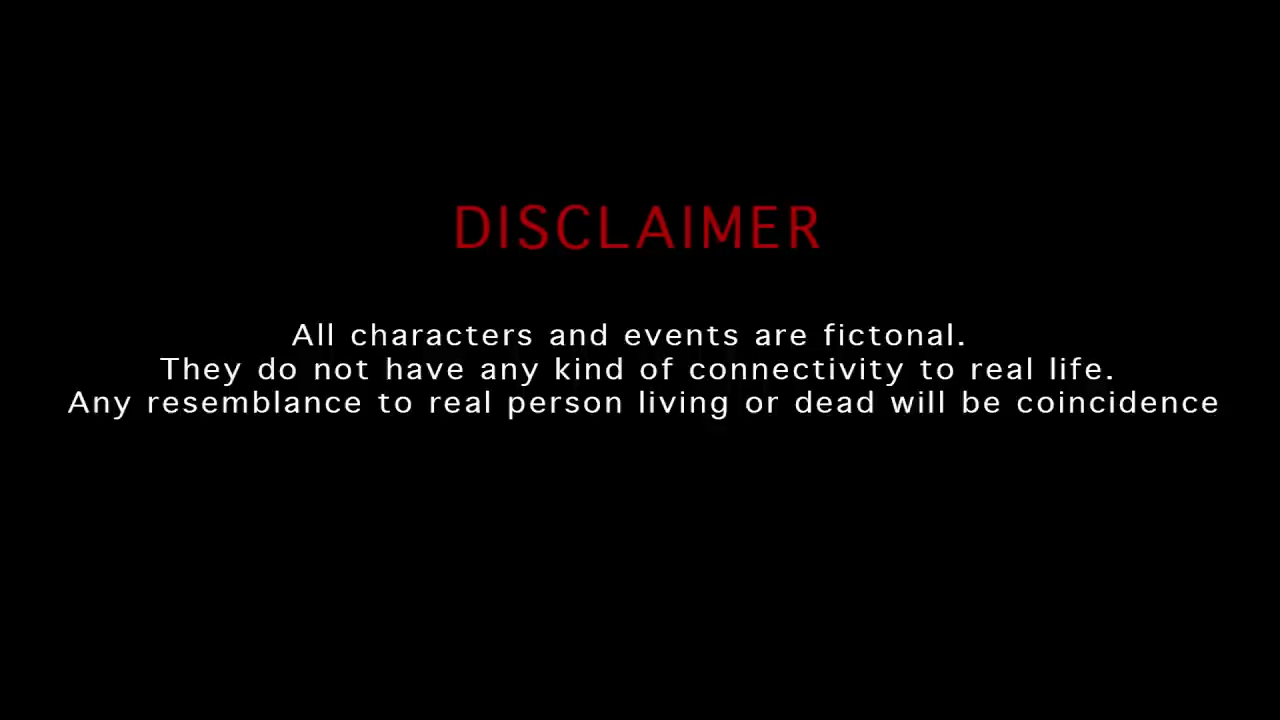 DISCLAIMER
All characters and events are fictonal.
They do not have any kind of connectivity to real life.
Any resemblance to real person living or dead will be coincidence